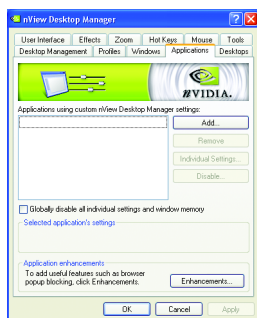 nView Desktop Manager
User Interface Effects Zoom Hot Keys Mouse Tools
Desktop Management Profiles Windows Applications Desktops
NVIDIA.
Applications using custom nView Desktop Manager settings:
Add...
Remove
Individual Settings...
Disable...
Globally disable all individual settings and window memory
Selected application's settings
Application enhancements
To add useful features such as browser
popup blocking, click Enhancements.
Enhancements...
OK Cancel Apply